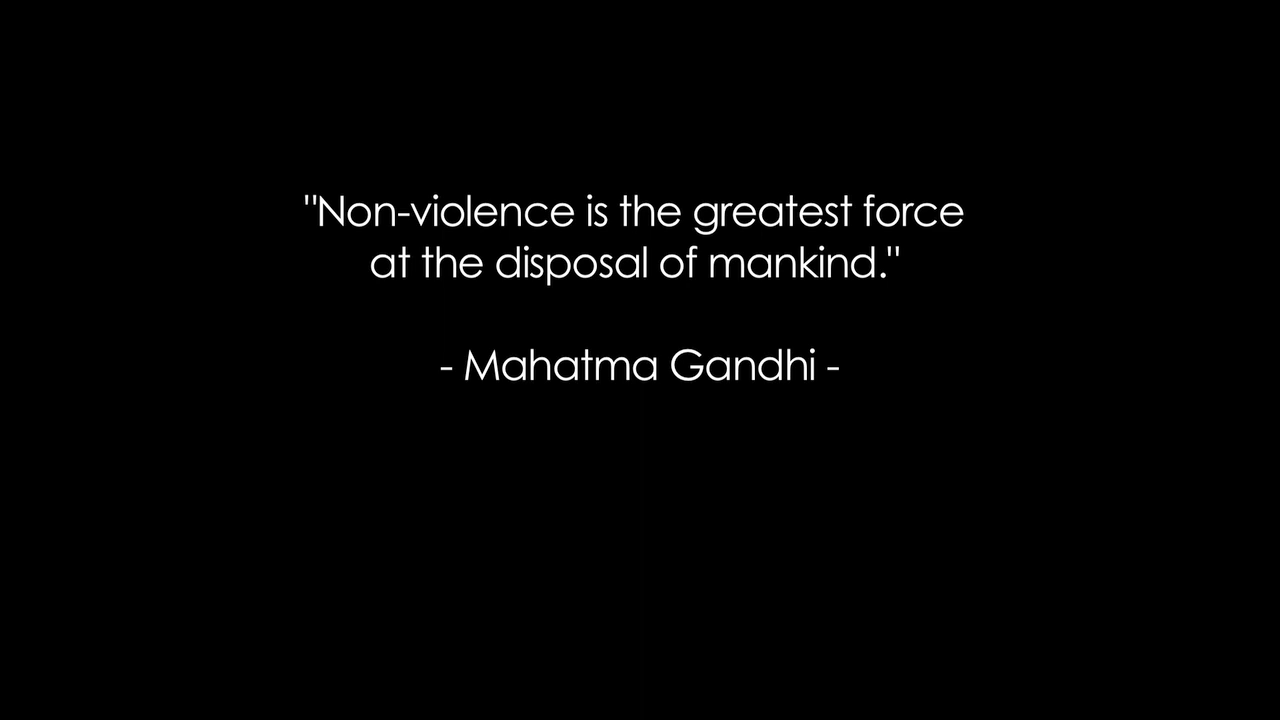 "Non-violence is the greatest force
at the disposal of mankind."
- Mahatma Gandhi -